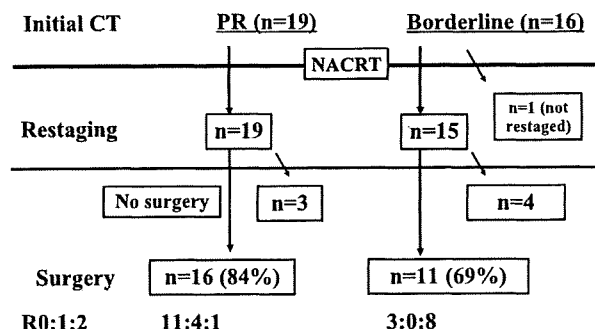 Initial CT PR (n=19) Borderline (n=16)
NACRT
n=1 (not
restaged)
Restaging n=19 n=15
No surgery n=3 n=4
Surgery n=16 (84%) n=11 (69%)
R0:1:2 11:4:1 3:0:8